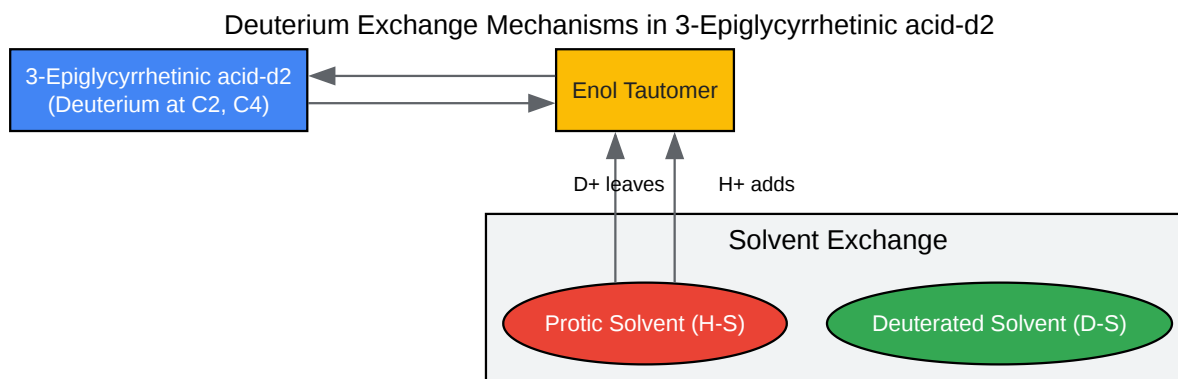 Deuterium Exchange Mechanisms in 3-Epiglycyrrhetinic acid-d2
3-Epiglycyrrhetinic acid-d2
(Deuterium at C2, C4)
Enol Tautomer
D+ leaves
H+ adds
Solvent Exchange
Protic Solvent (H-S)
Deuterated Solvent (D-S)